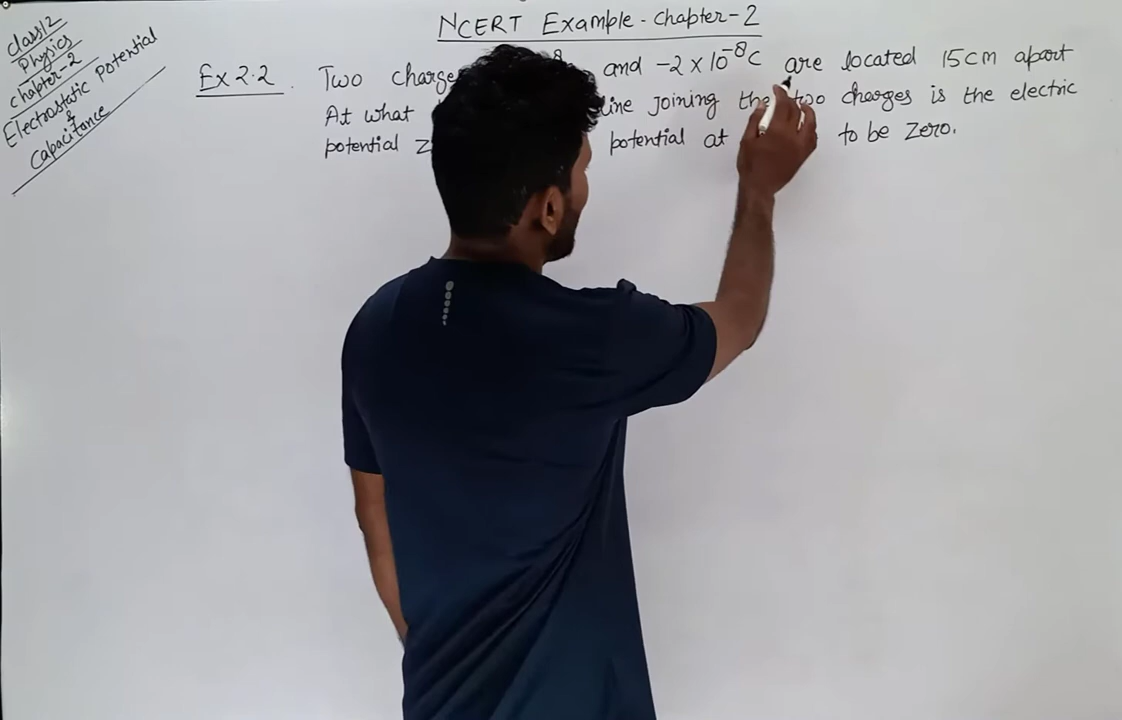 class12
Physics
chapter-2
Electrostatic Potential
&
Capacitance
NCERT Example - Chapter-2
Ex 2.2. Two charge and -2 x 10⁻⁸C are located 15cm apart
At what line joining the two charges is the electric
potential potential at to be zero.